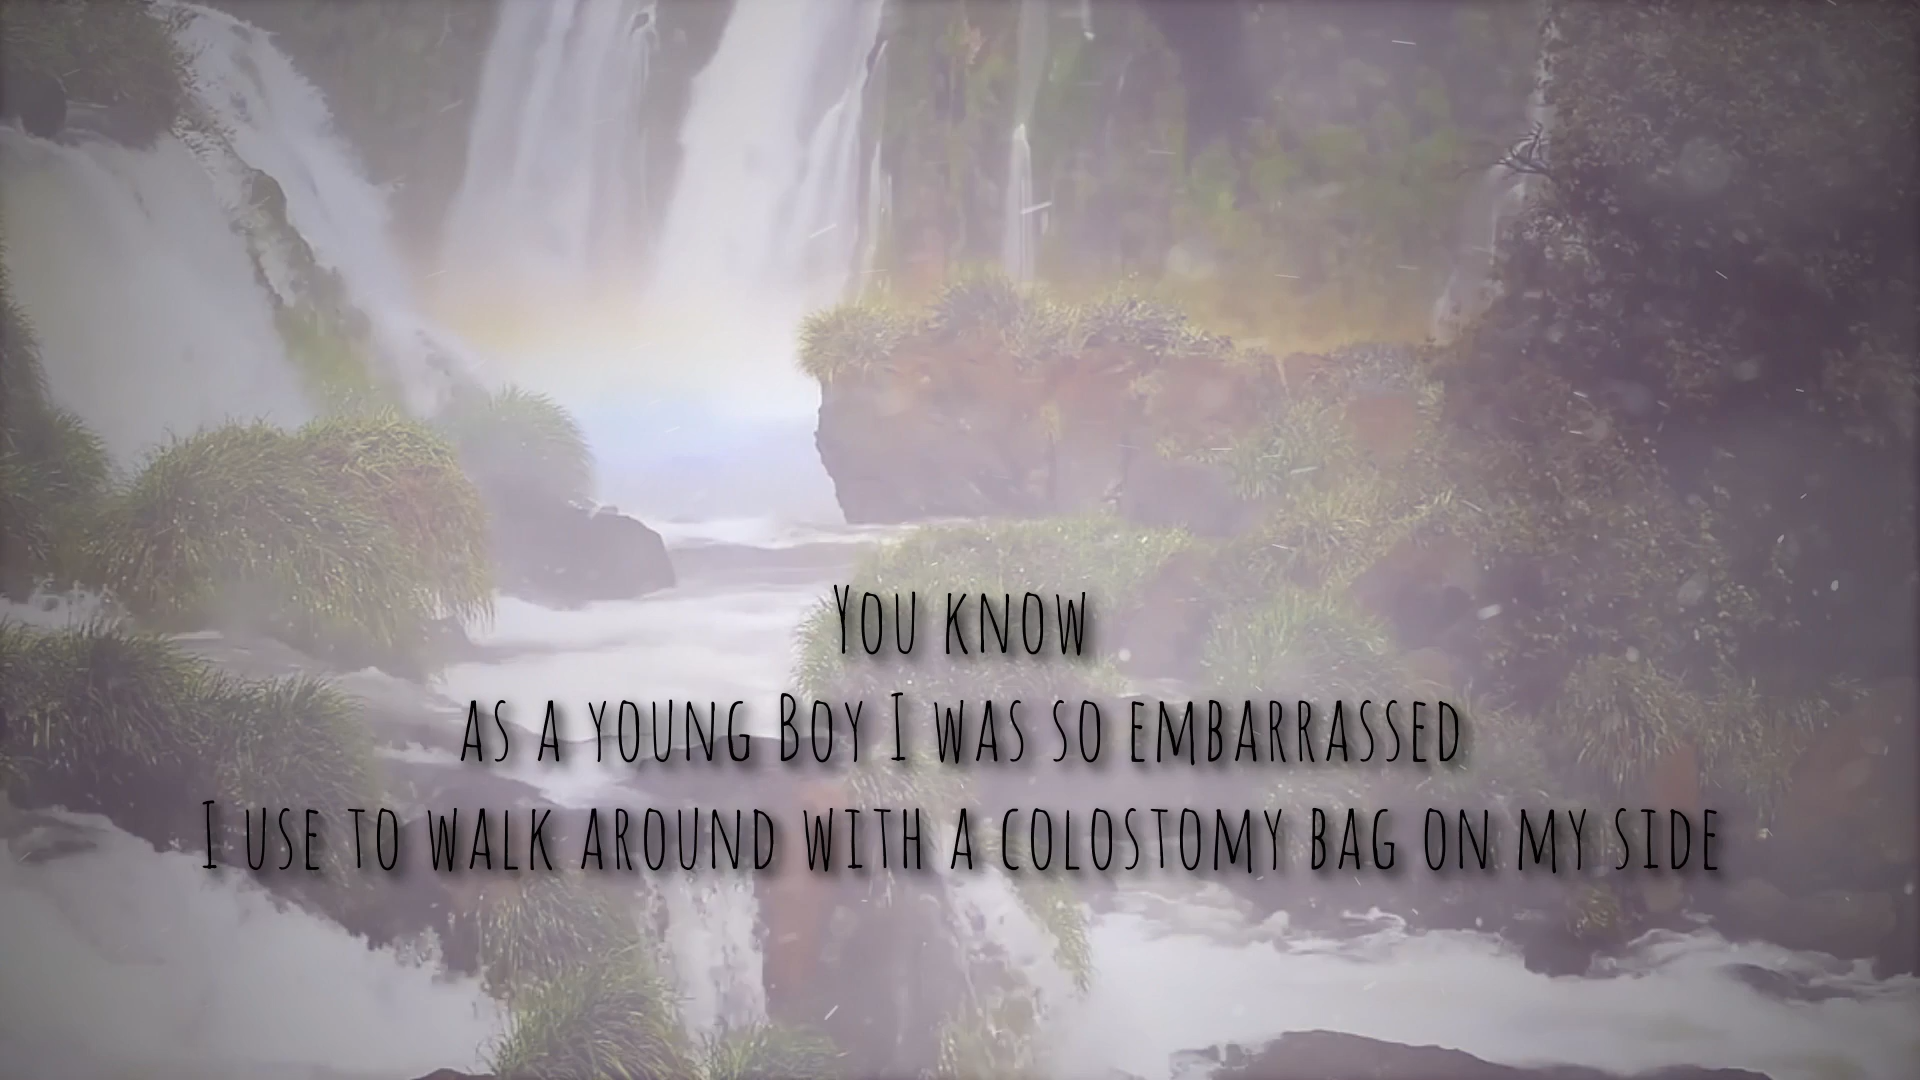 You know
as a young Boy I was so embarrassed
I use to walk around with a colostomy bag on my side